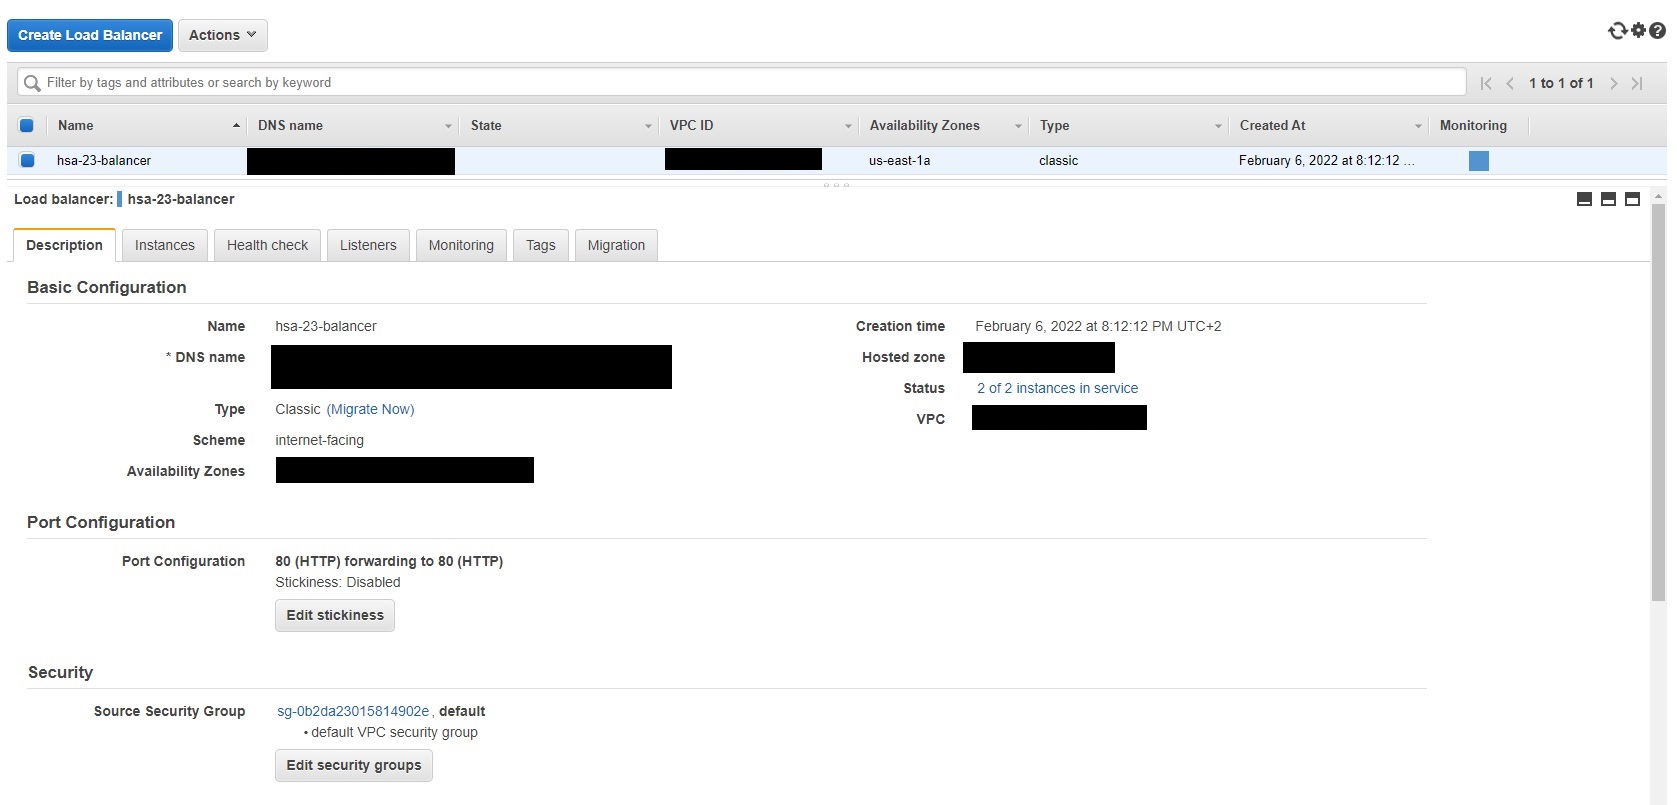 Create Load Balancer Actions
Filter by tags and attributes or search by keyword 1 to 1 of 1
Name DNS name State VPC ID Availability Zones Type Created At Monitoring
hsa-23-balancer us-east-1a classic February 6, 2022 at 8:12:12 ...
Load balancer: hsa-23-balancer
Description Instances Health check Listeners Monitoring Tags Migration
Basic Configuration
Name hsa-23-balancer Creation time February 6, 2022 at 8:12:12 PM UTC+2
* DNS name Hosted zone
Status 2 of 2 instances in service
Type Classic (Migrate Now) VPC
Scheme internet-facing
Availability Zones
Port Configuration
Port Configuration 80 (HTTP) forwarding to 80 (HTTP)
Stickiness: Disabled
Edit stickiness
Security
Source Security Group sg-0b2da23015814902e, default
• default VPC security group
Edit security groups